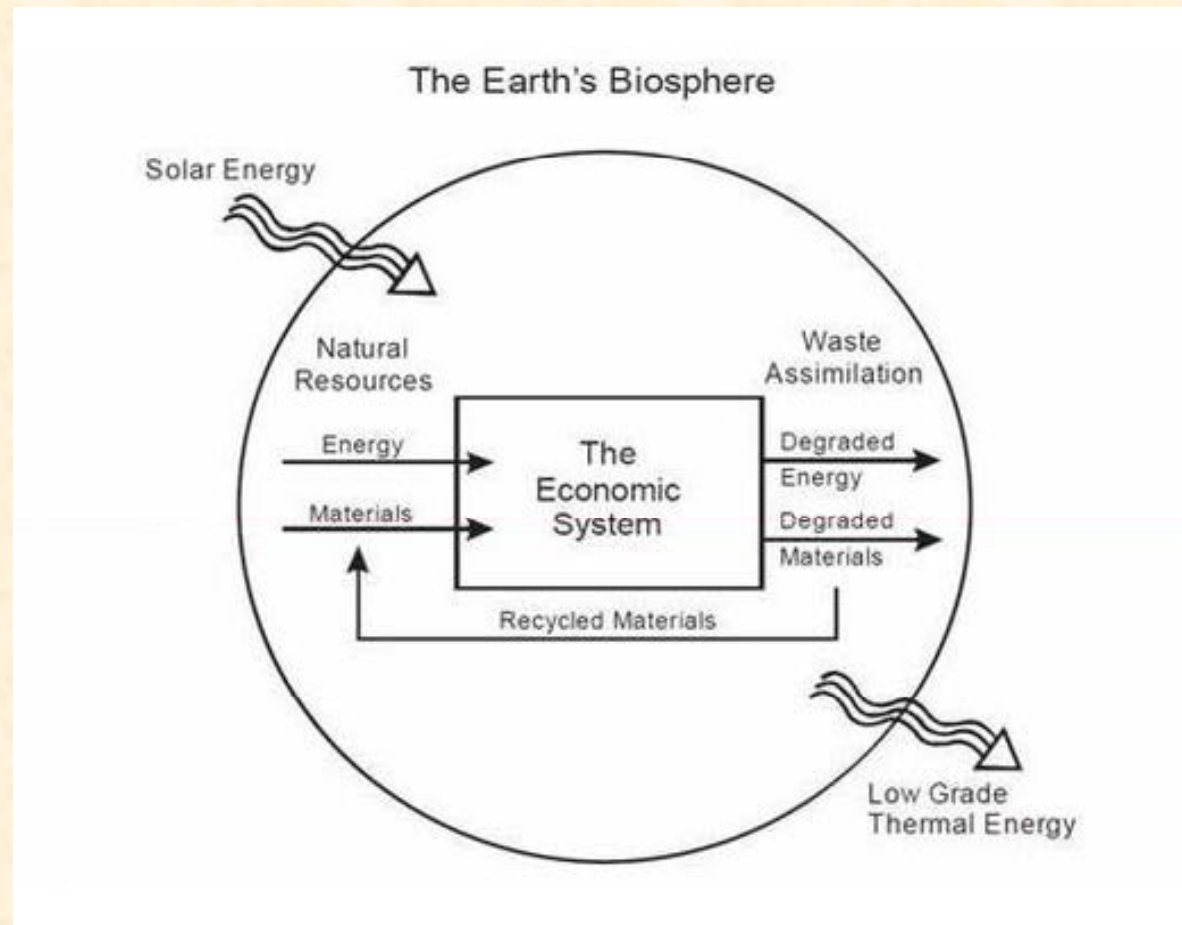 The Earth's Biosphere
Solar Energy
Natural
Resources
Waste
Assimilation
Energy
Materials
The
Economic
System
Degraded
Energy
Degraded
Materials
Recycled Materials
Low Grade
Thermal Energy